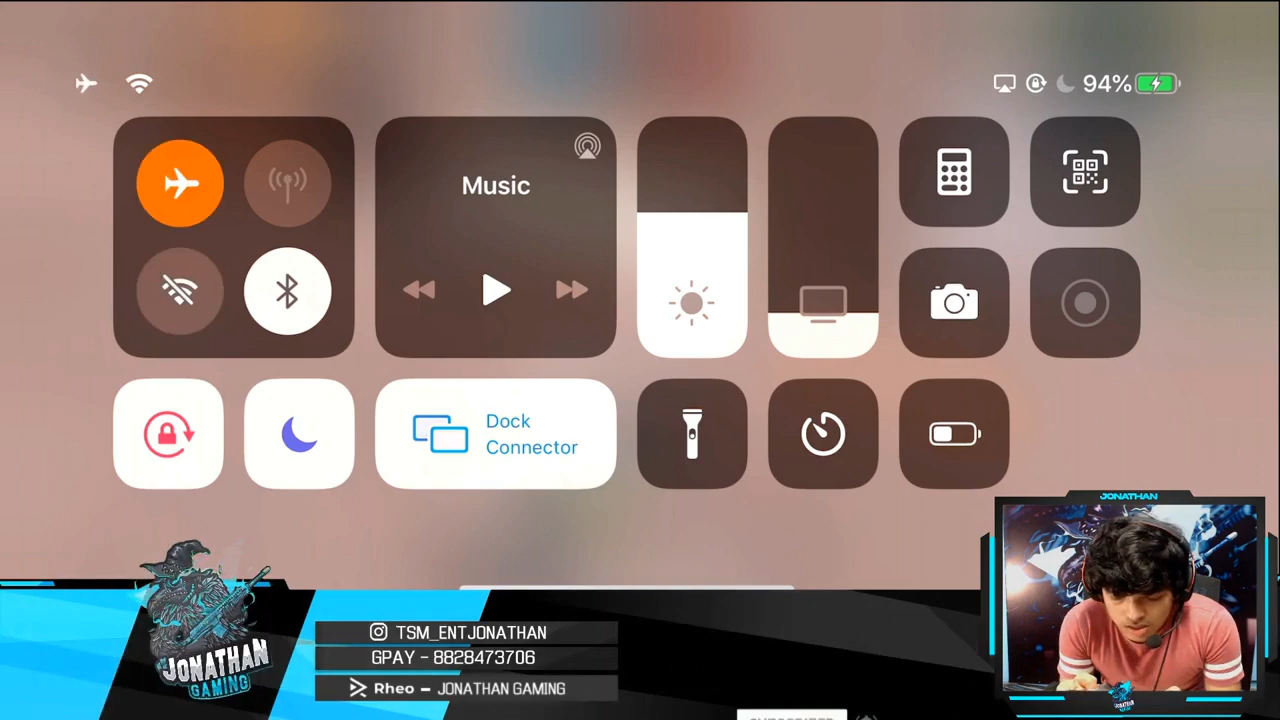 94%
Music
Dock
Connector
JONATHAN
TSM_ENTJONATHAN
GPAY - 8828473706
Rheo – JONATHAN GAMING
JONATHAN
GAMING